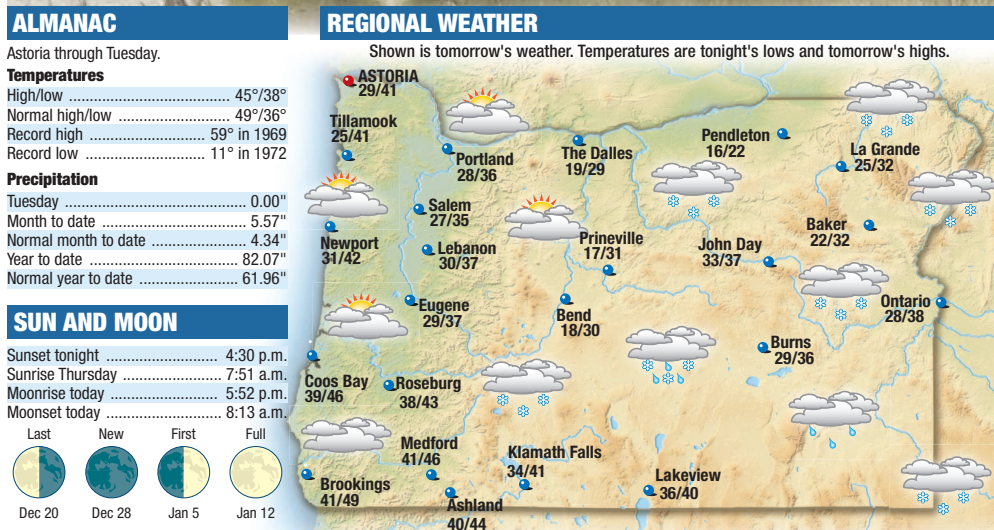 ALMANAC
Astoria through Tuesday.
Temperatures
High/low ..................................... 45°/38°
Normal high/low ......................... 49°/36°
Record high ........................... 59° in 1969
Record low ............................ 11° in 1972
Precipitation
Tuesday .......................................... 0.00"
Month to date ................................. 5.57"
Normal month to date ..................... 4.34"
Year to date .................................. 82.07"
Normal year to date ...................... 61.96"
SUN AND MOON
Sunset tonight .......................... 4:30 p.m.
Sunrise Thursday ....................... 7:51 a.m.
Moonrise today .......................... 5:52 p.m.
Moonset today ........................... 8:13 a.m.
Last New First Full
Dec 20 Dec 28 Jan 5 Jan 12
REGIONAL WEATHER
Shown is tomorrow's weather. Temperatures are tonight's lows and tomorrow's highs.
ASTORIA
29/41
Tillamook
25/41
Portland
28/36
The Dalles
19/29
Pendleton
16/22
La Grande
25/32
Salem
27/35
Newport
31/42
Lebanon
30/37
Prineville
17/31
John Day
33/37
Baker
22/32
Eugene
29/37
Bend
18/30
Ontario
28/38
Burns
29/36
Coos Bay
39/46
Roseburg
38/43
Medford
41/46
Klamath Falls
34/41
Brookings
41/49
Ashland
40/44
Lakeview
36/40